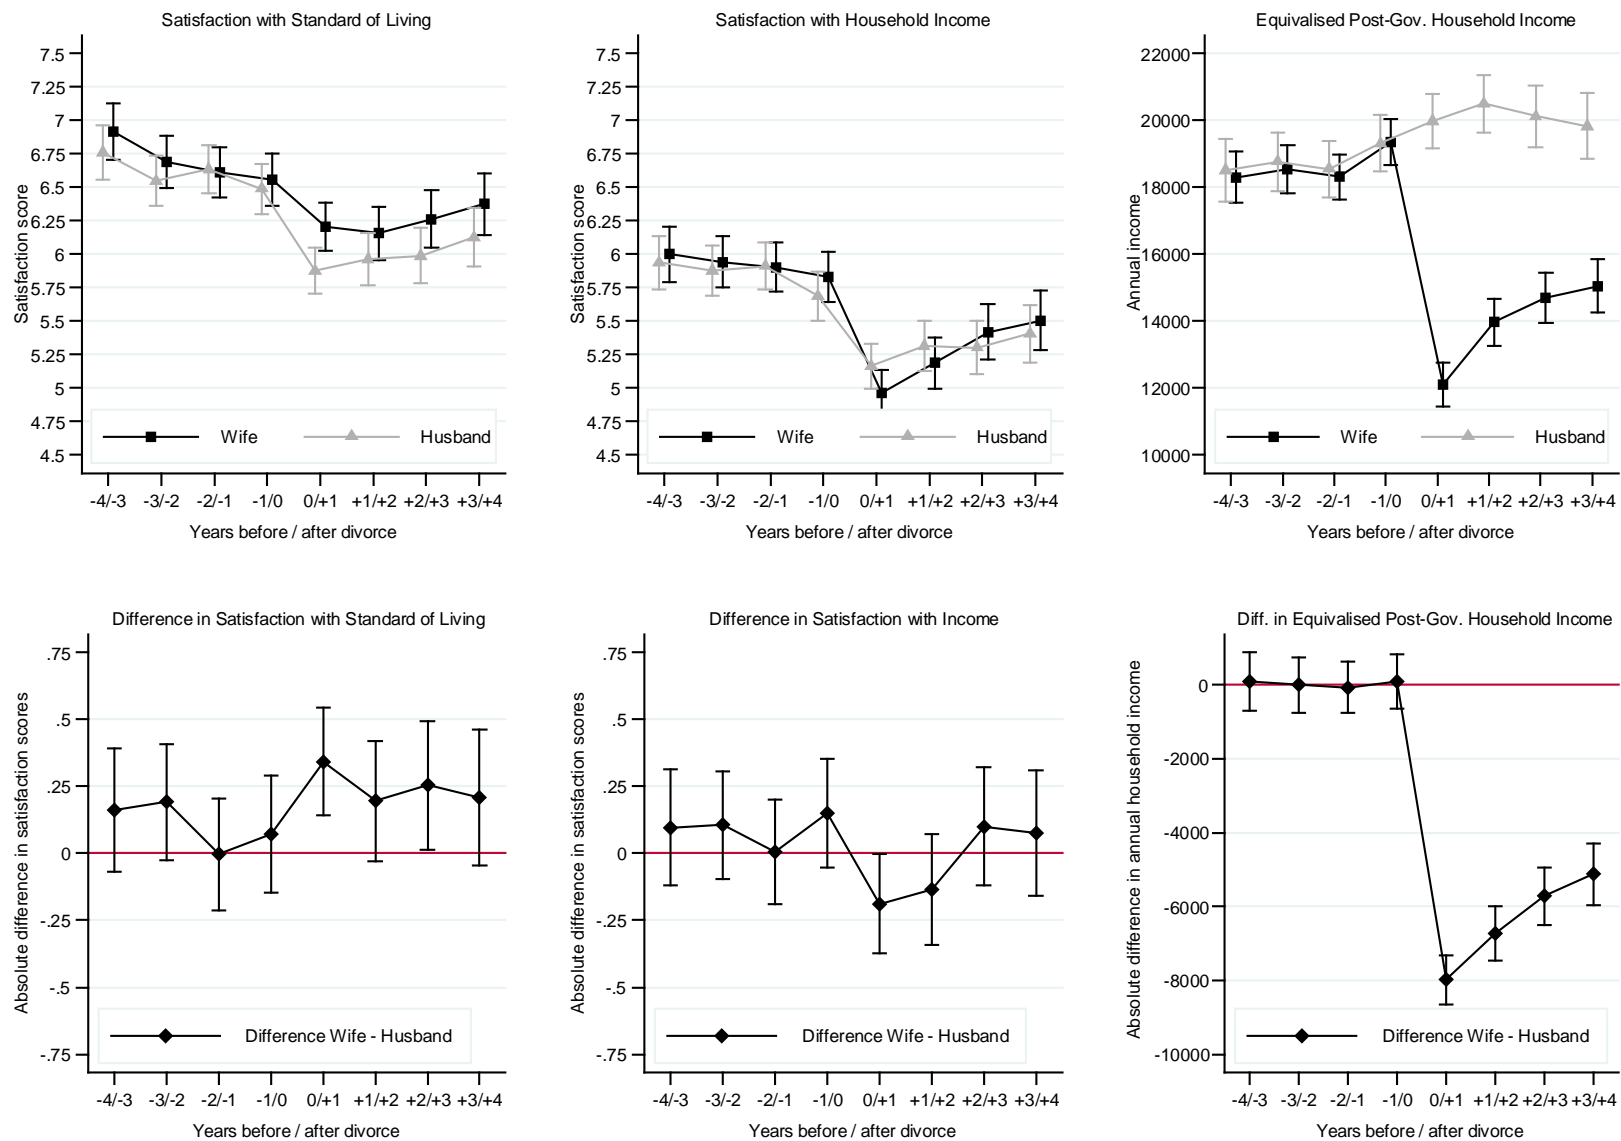 Satisfaction with Standard of Living
7.5
7.25
7
6.75
6.5
6.25
6
5.75
5.5
5.25
5
4.75
4.5
Satisfaction score
Wife
Husband
-4/-3 -3/-2 -2/-1 -1/0 0/+1 +1/+2 +2/+3 +3/+4
Years before / after divorce
Satisfaction with Household Income
7.5
7.25
7
6.75
6.5
6.25
6
5.75
5.5
5.25
5
4.75
4.5
Satisfaction score
Wife
Husband
-4/-3 -3/-2 -2/-1 -1/0 0/+1 +1/+2 +2/+3 +3/+4
Years before / after divorce
Equivalised Post-Gov. Household Income
22000
20000
18000
16000
14000
12000
10000
Annual income
Wife
Husband
-4/-3 -3/-2 -2/-1 -1/0 0/+1 +1/+2 +2/+3 +3/+4
Years before / after divorce
Difference in Satisfaction with Standard of Living
.75
.5
.25
0
-.25
-.5
-.75
Absolute difference in satisfaction scores
Difference Wife - Husband
-4/-3 -3/-2 -2/-1 -1/0 0/+1 +1/+2 +2/+3 +3/+4
Years before / after divorce
Difference in Satisfaction with Income
.75
.5
.25
0
-.25
-.5
-.75
Absolute difference in satisfaction scores
Difference Wife - Husband
-4/-3 -3/-2 -2/-1 -1/0 0/+1 +1/+2 +2/+3 +3/+4
Years before / after divorce
Diff. in Equivalised Post-Gov. Household Income
0
-2000
-4000
-6000
-8000
-10000
Absolute difference in annual household income
Difference Wife - Husband
-4/-3 -3/-2 -2/-1 -1/0 0/+1 +1/+2 +2/+3 +3/+4
Years before / after divorce